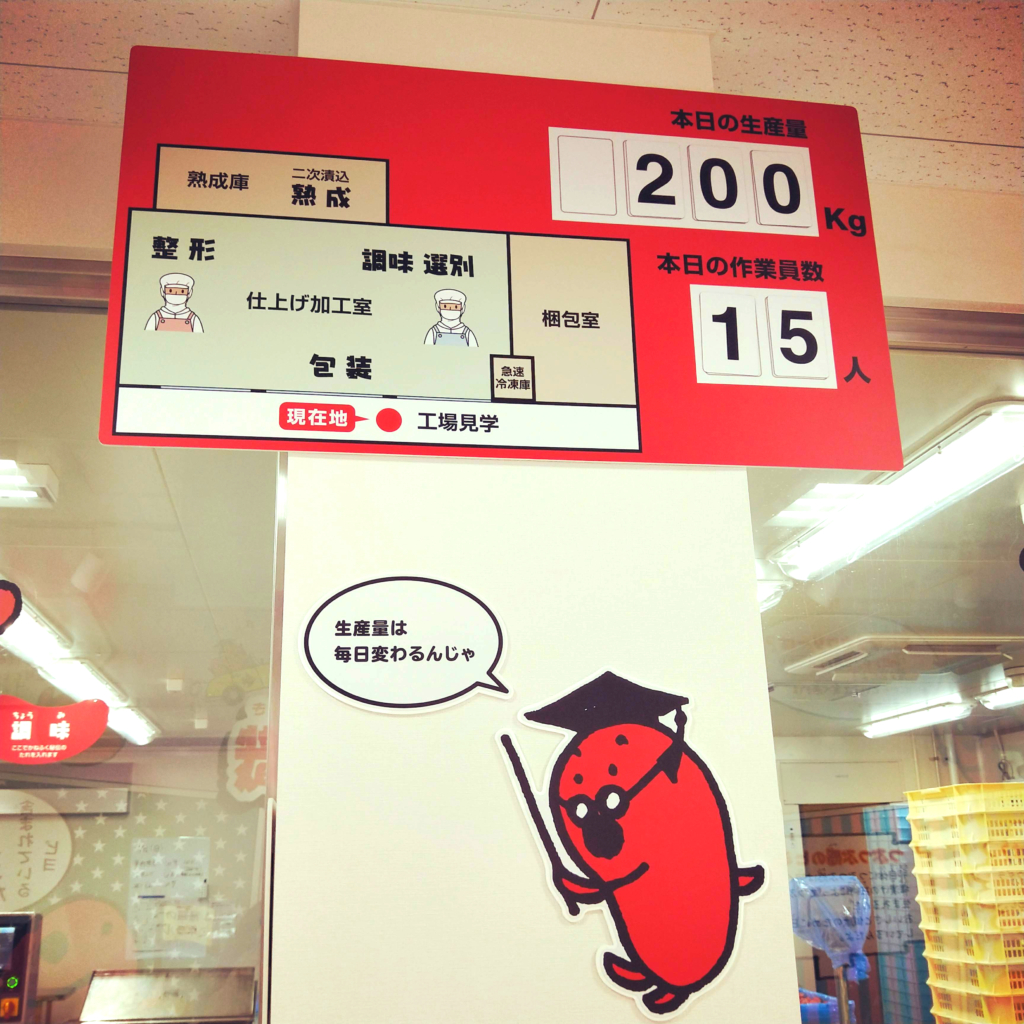 本日の生産量
200
Kg
熟成庫
二次漬込
熟成
整形
調味 選別
仕上げ加工室
梱包室
包装
急速
冷凍庫
現在地
工場見学
本日の作業員数
15
人
生産量は
毎日変わるんじゃ
調味